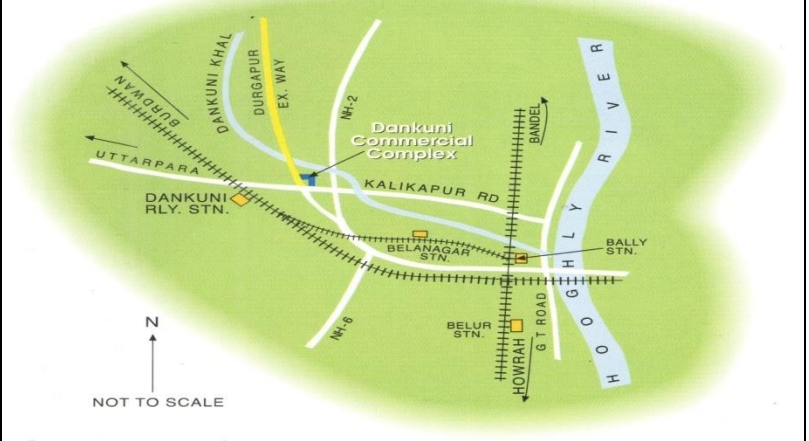 DANKUNI KHAL
DURGAPUR
EX. WAY
NH-2
BURDWAN
BANDEL
HOOGHLY RIVER
Dankuni
Commercial
Complex
UTTARPARA
KALIKAPUR RD
DANKUNI
RLY. STN.
BELANAGAR
STN.
BALLY
STN.
NH-6
BELUR
STN.
HOWRAH
G T ROAD
N
NOT TO SCALE